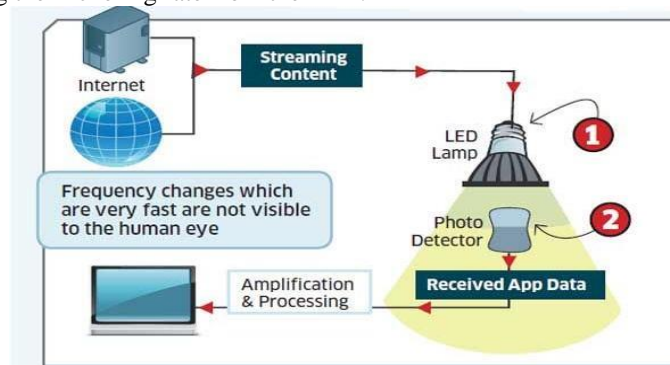 Streaming
Content
Internet
LED
Lamp
1
Frequency changes which
are very fast are not visible
to the human eye
Photo
Detector
2
Amplification
& Processing
Received App Data